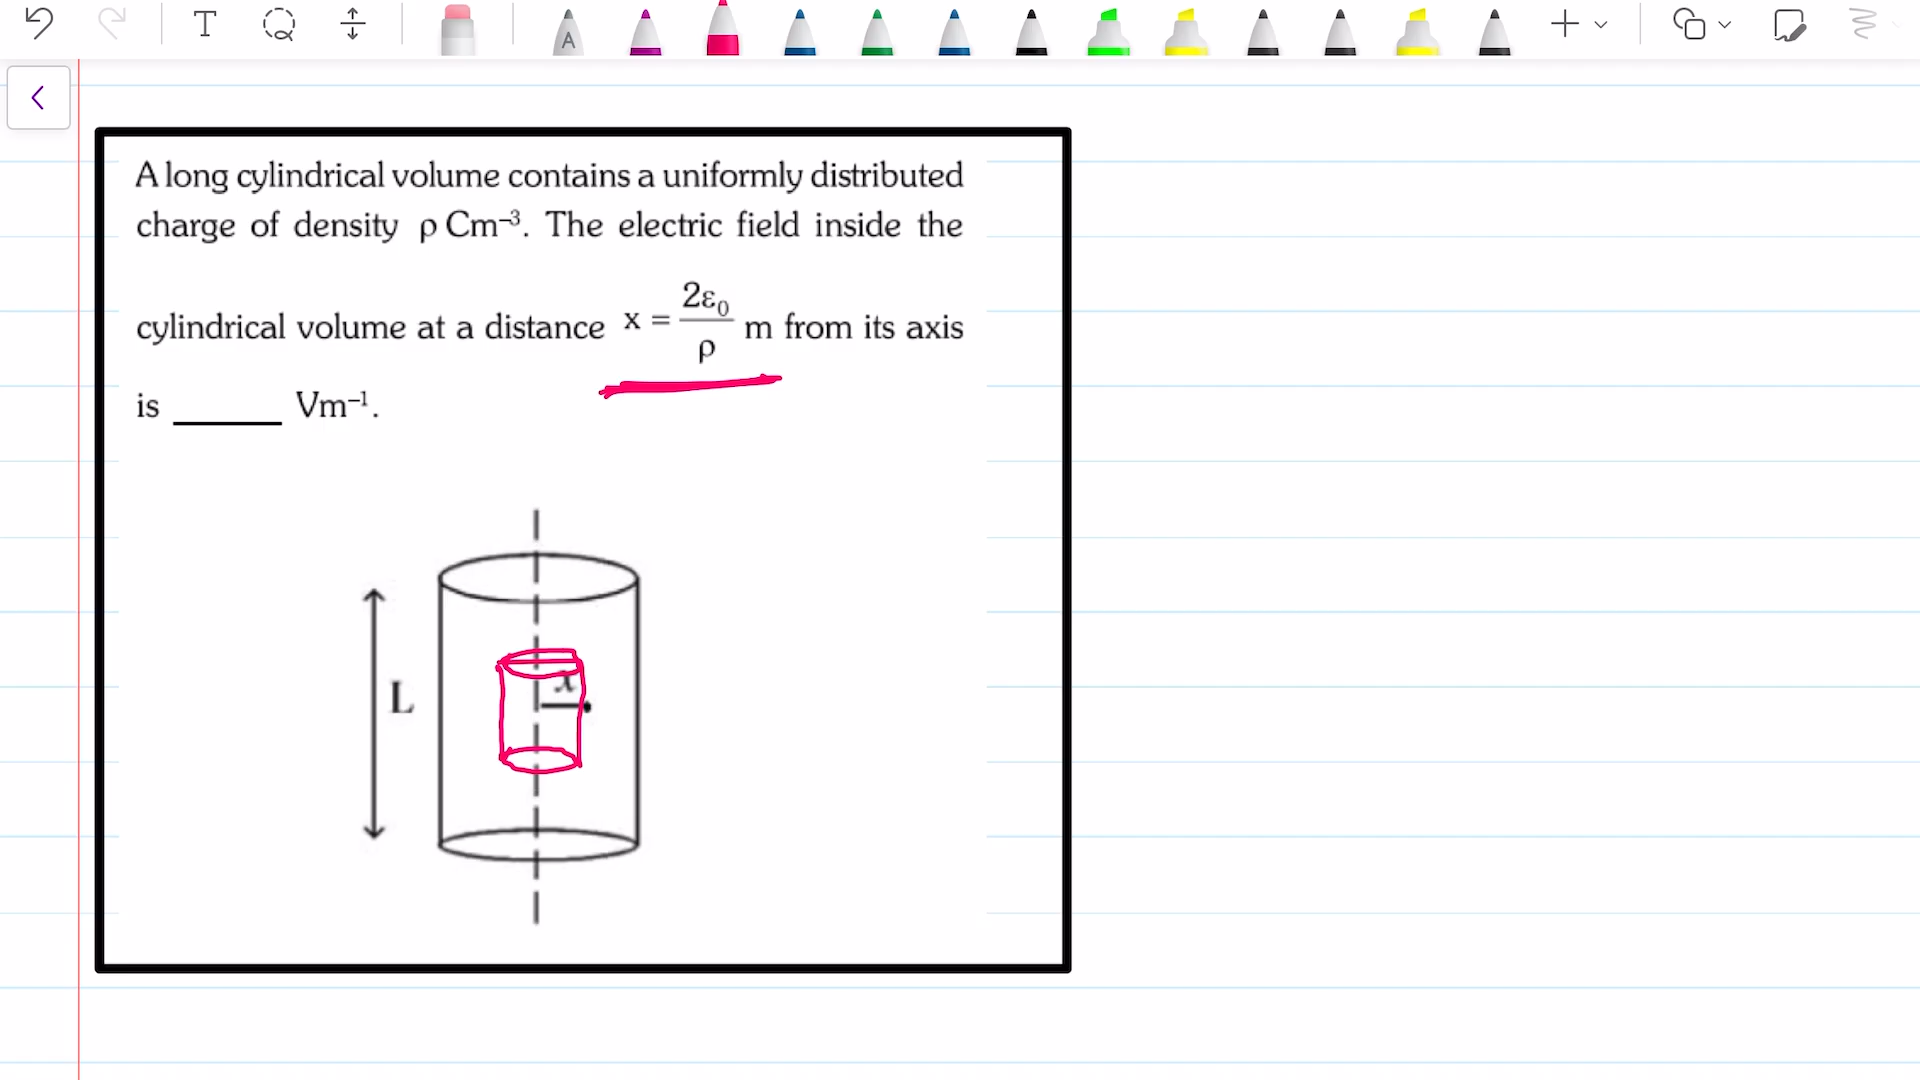 T
A
A long cylindrical volume contains a uniformly distributed
charge of density ρ Cm⁻³. The electric field inside the
cylindrical volume at a distance x = 2ε₀/ρ m from its axis
is ______ Vm⁻¹.
x
L